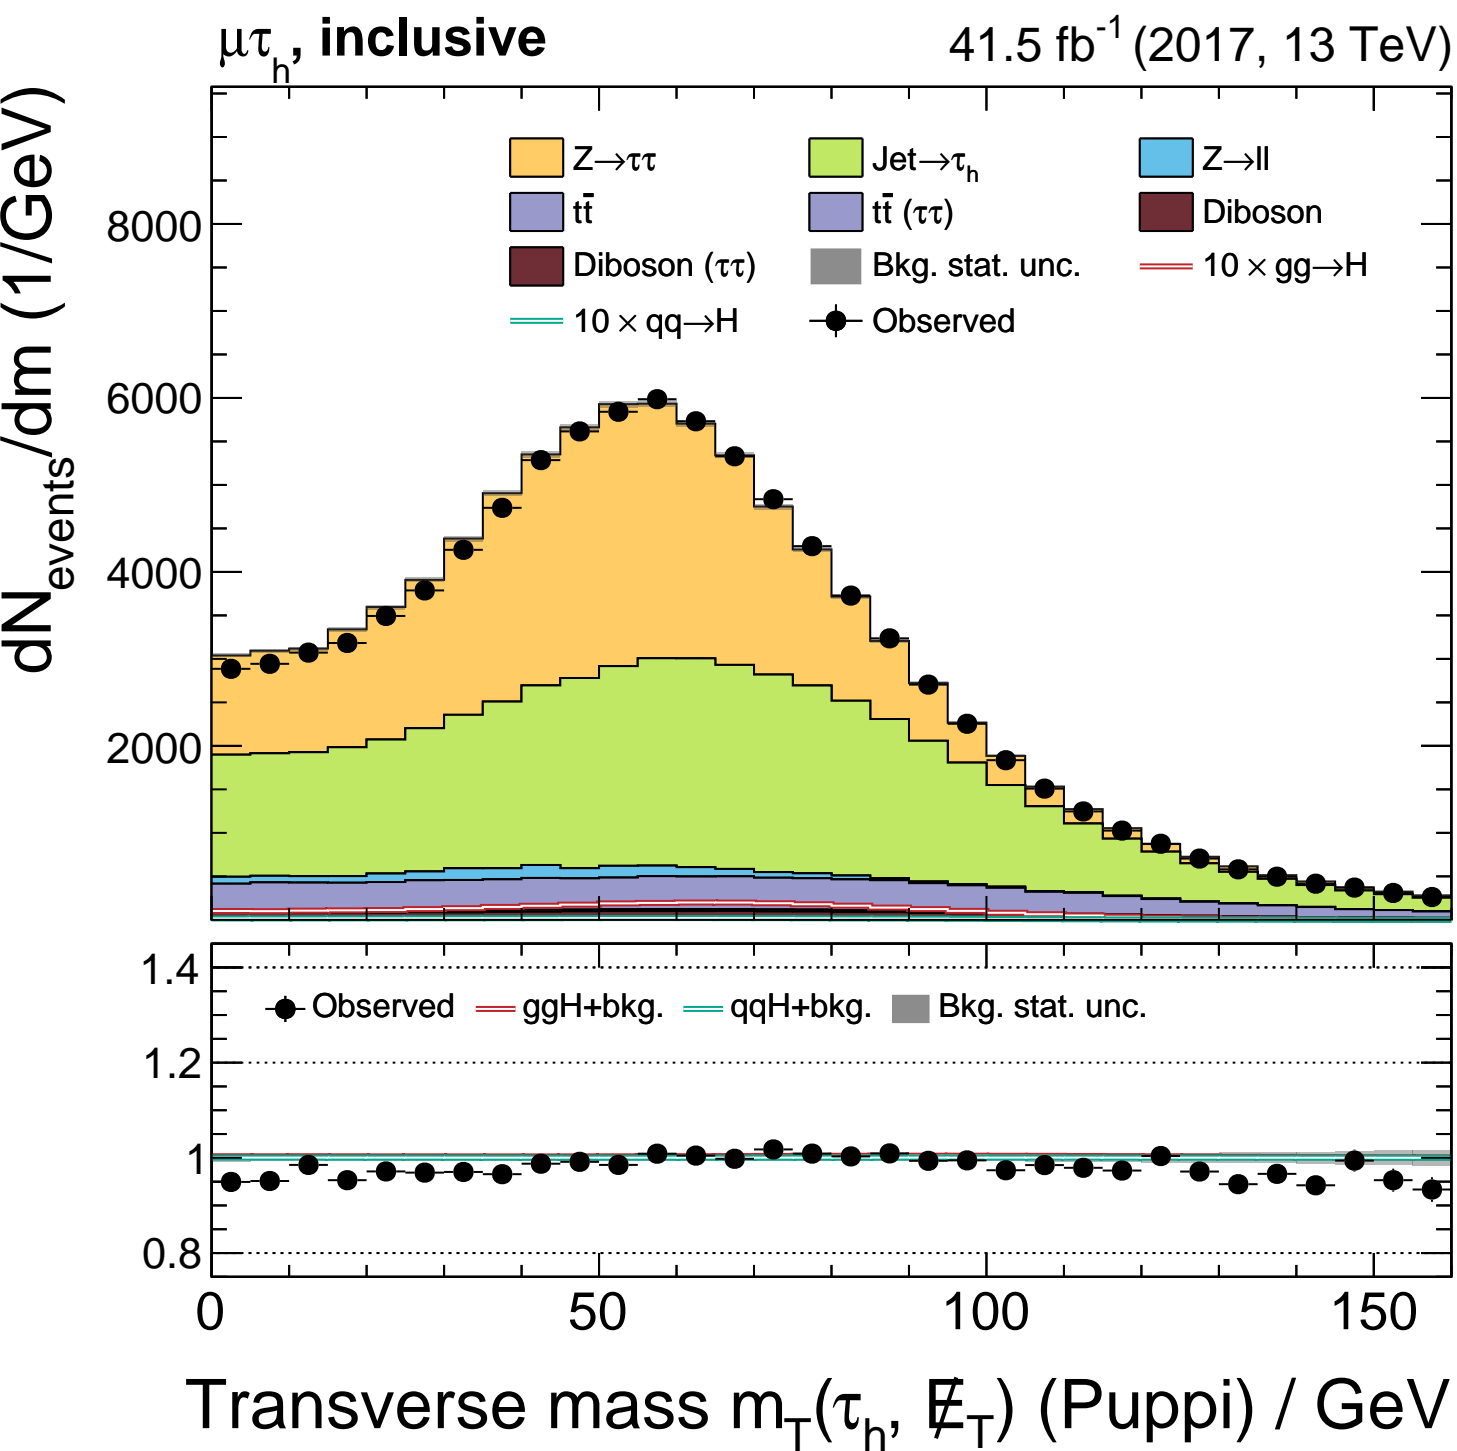 μτh, inclusive
41.5 fb-1 (2017, 13 TeV)
dNevents/dm (1/GeV)
8000
6000
4000
2000
Z→ττ
Jet→τh
Z→ll
tt̄
tt̄ (ττ)
Diboson
Diboson (ττ)
Bkg. stat. unc.
10 × gg→H
10 × qq→H
Observed
1.4
1.2
1
0.8
Observed
ggH+bkg.
qqH+bkg.
Bkg. stat. unc.
0
50
100
150
Transverse mass mT(τh, E̸T) (Puppi) / GeV